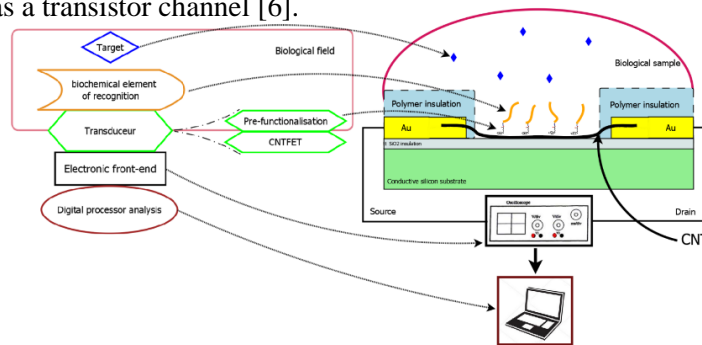 as a transistor channel [6].
Target
Biological field
biochemical element
of recognition
Transduceur
Pre-functionalisation
CNTFET
Electronic front-end
Digital processor analysis
Biological sample
Polymer insulation
Polymer insulation
Au
Au
SiO2 insulation
Conductive silicon substrate
Source
Drain
Oscilloscope
CNT